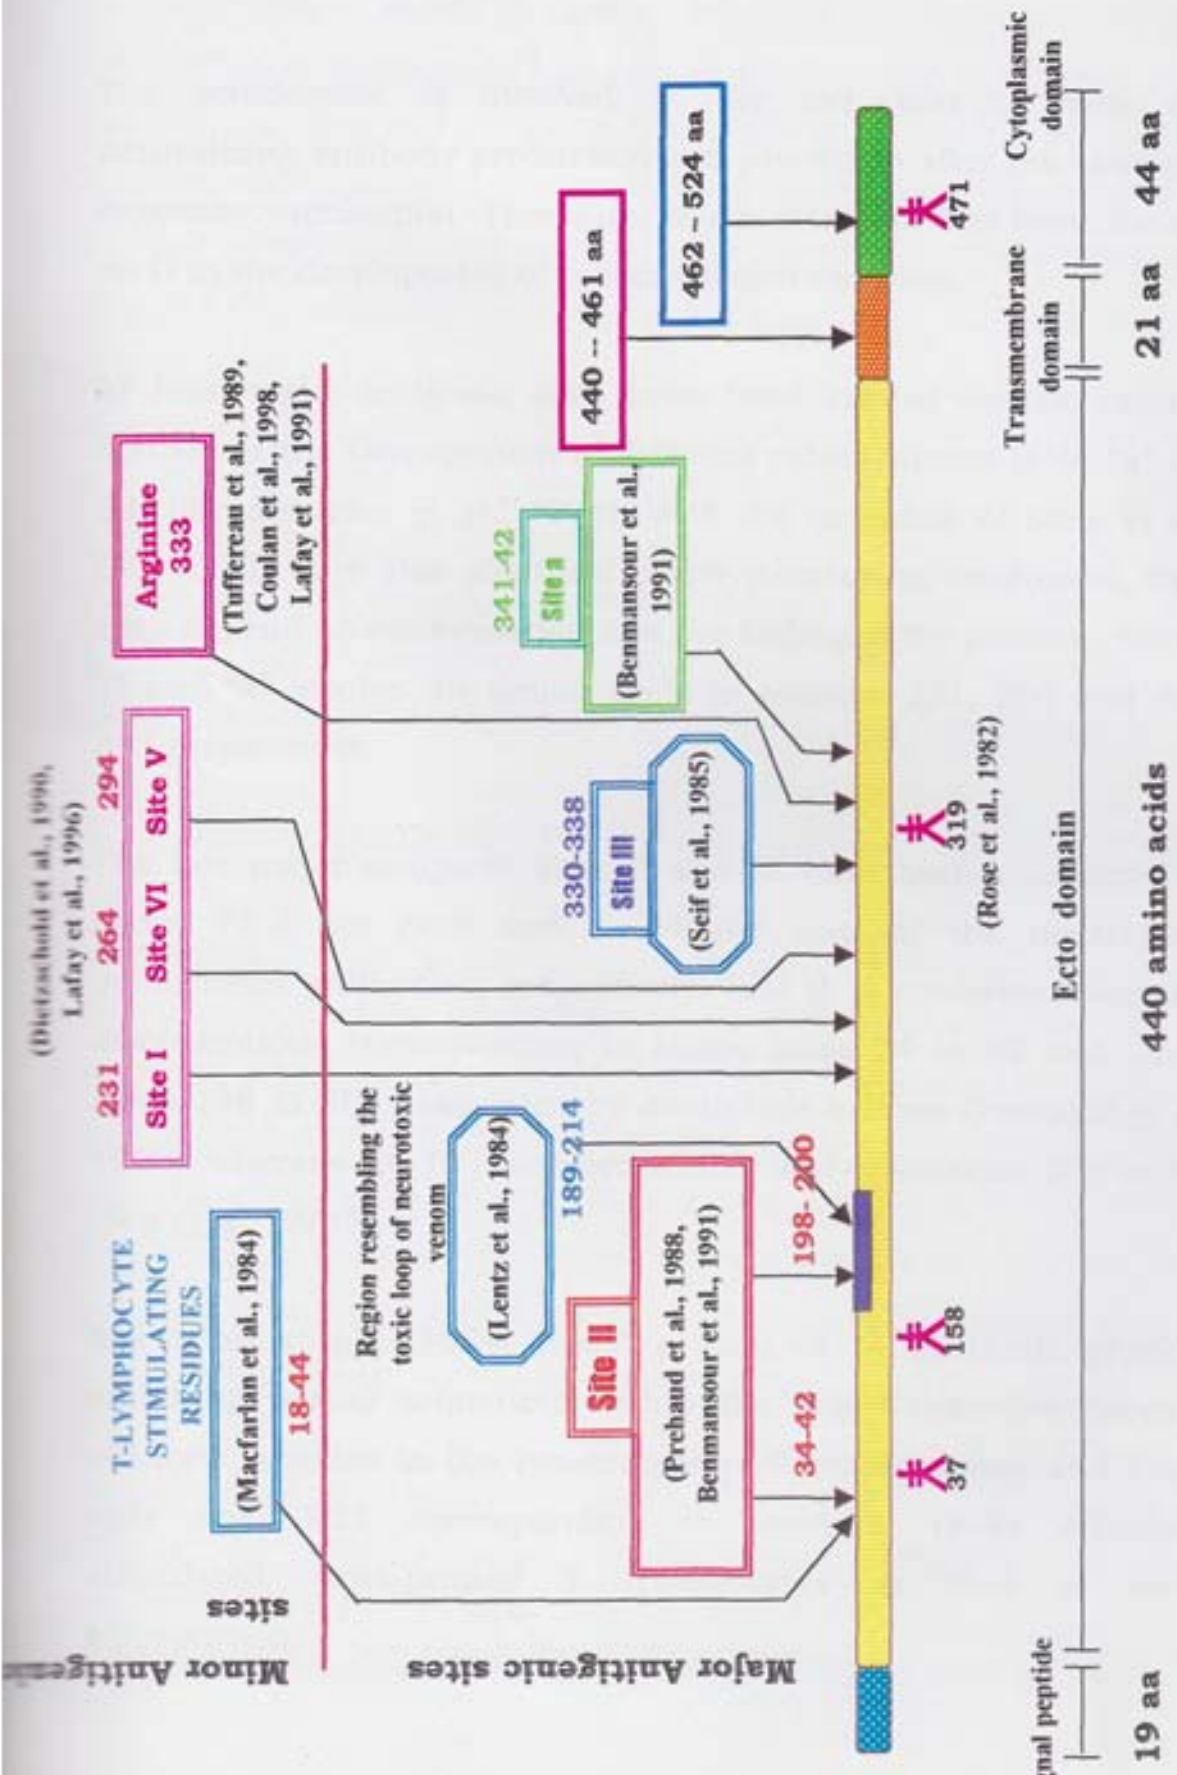 (Dietzschold et al., 1990,
Lafay et al., 1996)
231 264 294
Site I Site VI Site V
T-LYMPHOCYTE
STIMULATING
RESIDUES
(Macfarlan et al., 1984)
18-44
Arginine
333
(Tuffereau et al., 1989,
Coulan et al., 1998,
Lafay et al., 1991)
Minor Anitigenic
sites
Major Anitigenic sites
Region resembling the
toxic loop of neurotoxic
venom
(Lentz et al., 1984)
189-214
Site II
(Prehaud et al., 1988,
Benmansour et al., 1991)
34-42
198- 200
330-338
Site III
(Seif et al., 1985)
341-42
Site a
(Benmansour et al.,
1991)
440 -- 461 aa
462 – 524 aa
37
158
319
471
(Rose et al., 1982)
gnal peptide
Ecto domain
Transmembrane
domain
Cytoplasmic
domain
19 aa
440 amino acids
21 aa
44 aa